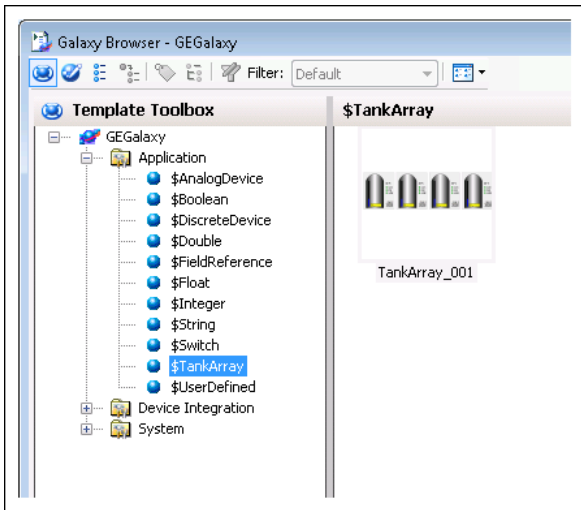 Galaxy Browser - GEGalaxy
Filter: Default
Template Toolbox
$TankArray
GEGalaxy
Application
$AnalogDevice
$Boolean
$DiscreteDevice
$Double
$FieldReference
$Float
$Integer
$String
$Switch
$TankArray
$UserDefined
Device Integration
System
TankArray_001